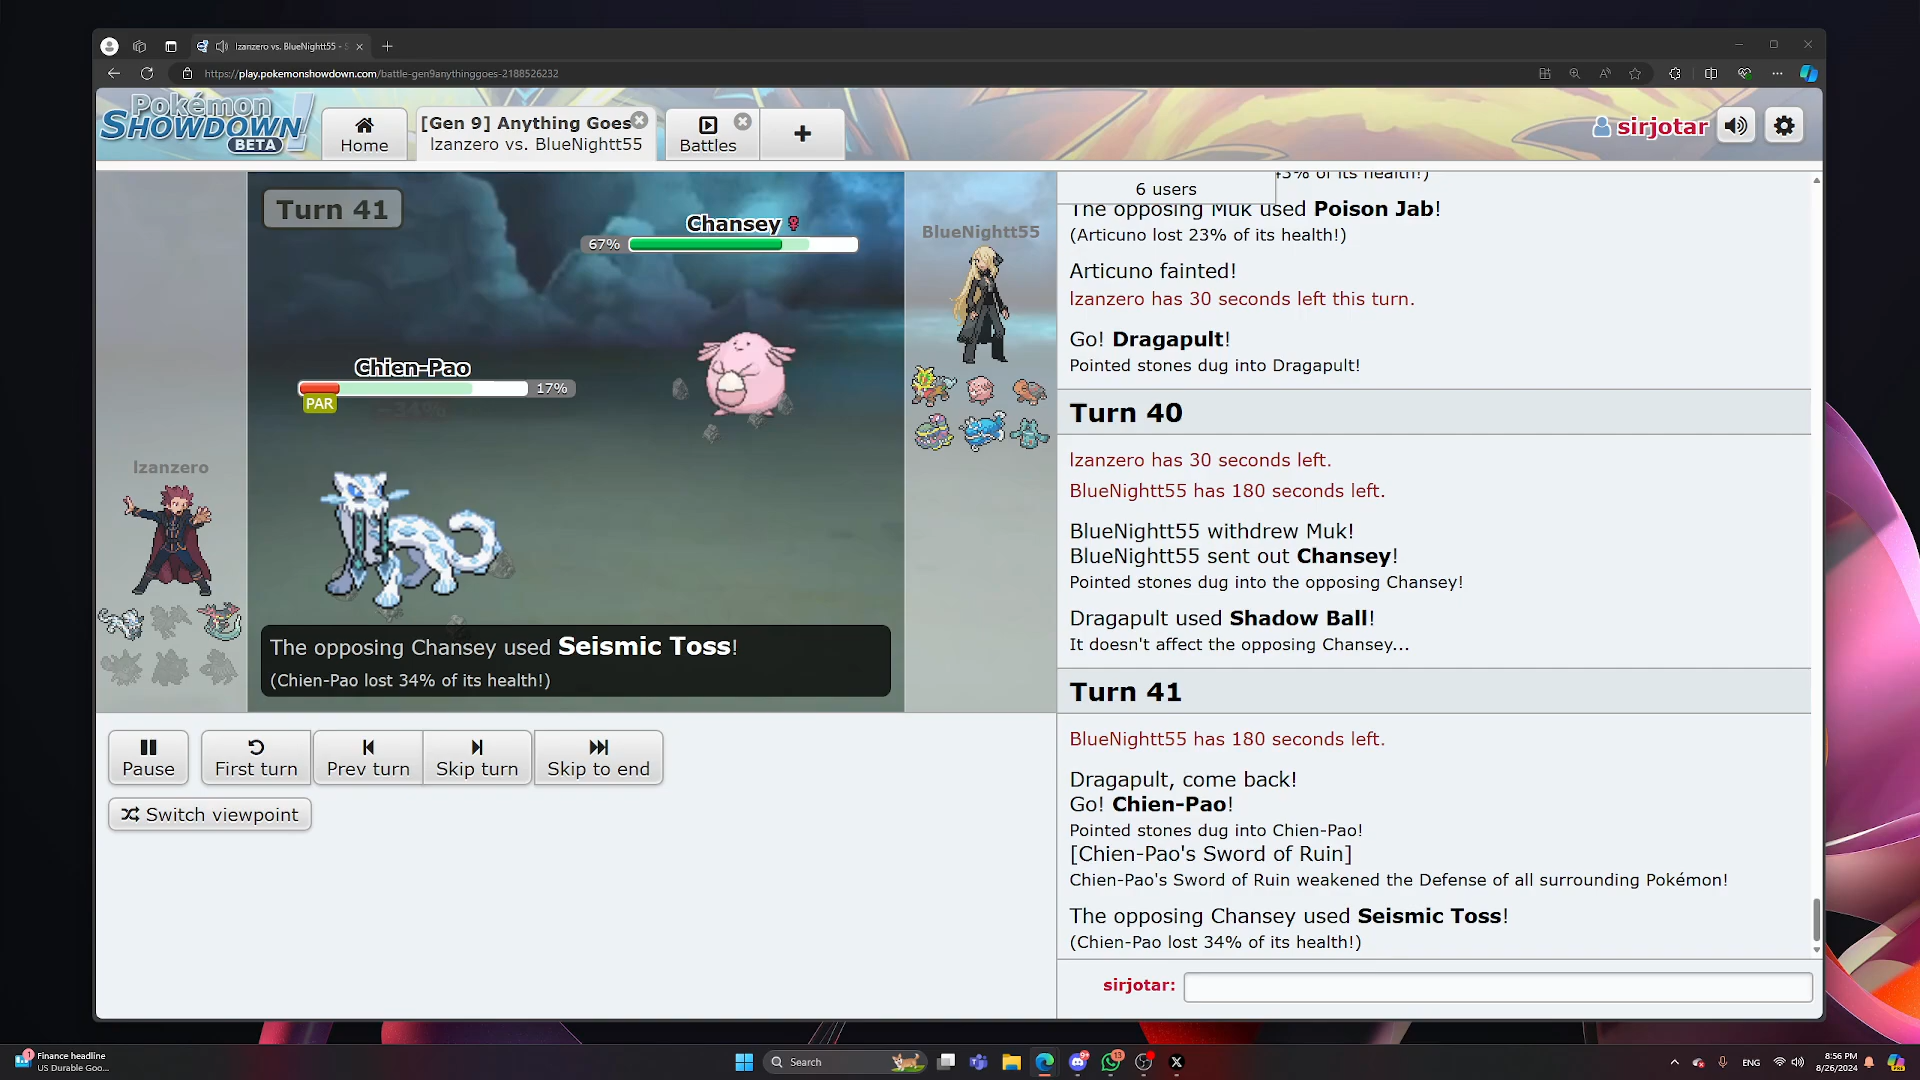 Izanzero vs. BlueNightt55 - S
https://play.pokemonshowdown.com/battle-gen9anythinggoes-2188526232
Pokémon
SHOWDOWN!
BETA
Home
[Gen 9] Anything Goes
Izanzero vs. BlueNightt55
Battles
sirjotar
Turn 41
Chansey
67%
Chien-Pao
17%
PAR
-34%
Izanzero
BlueNightt55
The opposing Chansey used Seismic Toss!
(Chien-Pao lost 34% of its health!)
Pause
First turn
Prev turn
Skip turn
Skip to end
Switch viewpoint
6 users
43% of its health!)
The opposing Muk used Poison Jab!
(Articuno lost 23% of its health!)
Articuno fainted!
Izanzero has 30 seconds left this turn.
Go! Dragapult!
Pointed stones dug into Dragapult!
Turn 40
Izanzero has 30 seconds left.
BlueNightt55 has 180 seconds left.
BlueNightt55 withdrew Muk!
BlueNightt55 sent out Chansey!
Pointed stones dug into the opposing Chansey!
Dragapult used Shadow Ball!
It doesn't affect the opposing Chansey...
Turn 41
BlueNightt55 has 180 seconds left.
Dragapult, come back!
Go! Chien-Pao!
Pointed stones dug into Chien-Pao!
[Chien-Pao's Sword of Ruin]
Chien-Pao's Sword of Ruin weakened the Defense of all surrounding Pokémon!
The opposing Chansey used Seismic Toss!
(Chien-Pao lost 34% of its health!)
sirjotar:
Finance headline
US Durable Goo...
Search
ENG
8:56 PM
8/26/2024